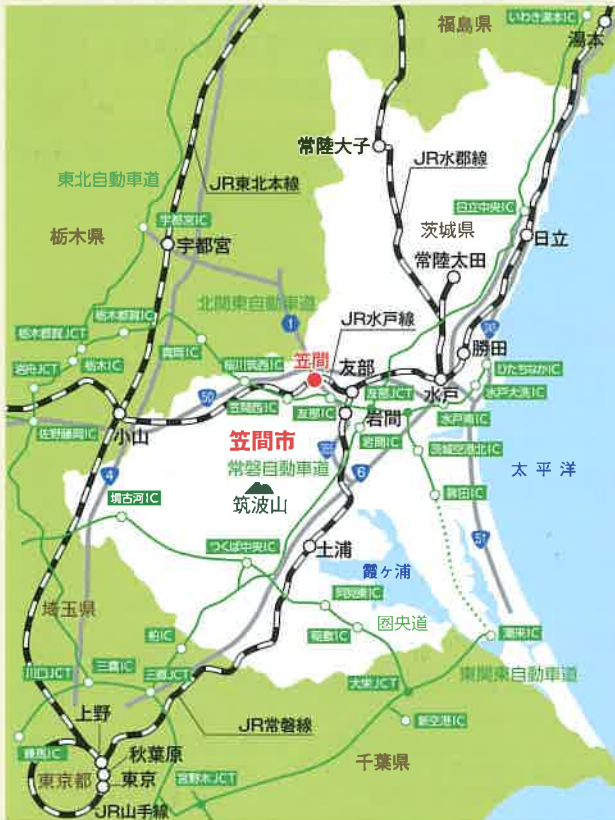 福島県
いわき湯本IC
湯本
常陸大子
JR水郡線
東北自動車道
JR東北本線
日立中央IC
宇都宮IC
茨城県
栃木県
宇都宮
日立
常陸太田
北関東自動車道
1
JR水戸線
栃木都賀IC
栃木都賀JCT
真岡IC
桜川筑西IC
笠間
友部
勝田
ひたちなかIC
岩舟JCT
栃木IC
50
笠間西IC
友部IC
友部JCT
水戸
水戸大洗IC
小山
佐野藤岡IC
岩間
水戸南IC
笠間市
岩間IC
茨城空港北IC
常磐自動車道
355
6
太平洋
4
筑波山
鉾田IC
境古河IC
51
つくば中央IC
土浦
霞ヶ浦
阿見東IC
埼玉県
稲敷IC
圏央道
柏IC
潮来IC
川口JCT
三郷IC
三郷JCT
大栄JCT
東関東自動車道
上野
JR常磐線
新空港IC
練馬IC
秋葉原
千葉県
東京都
東京
宮野木JCT
JR山手線